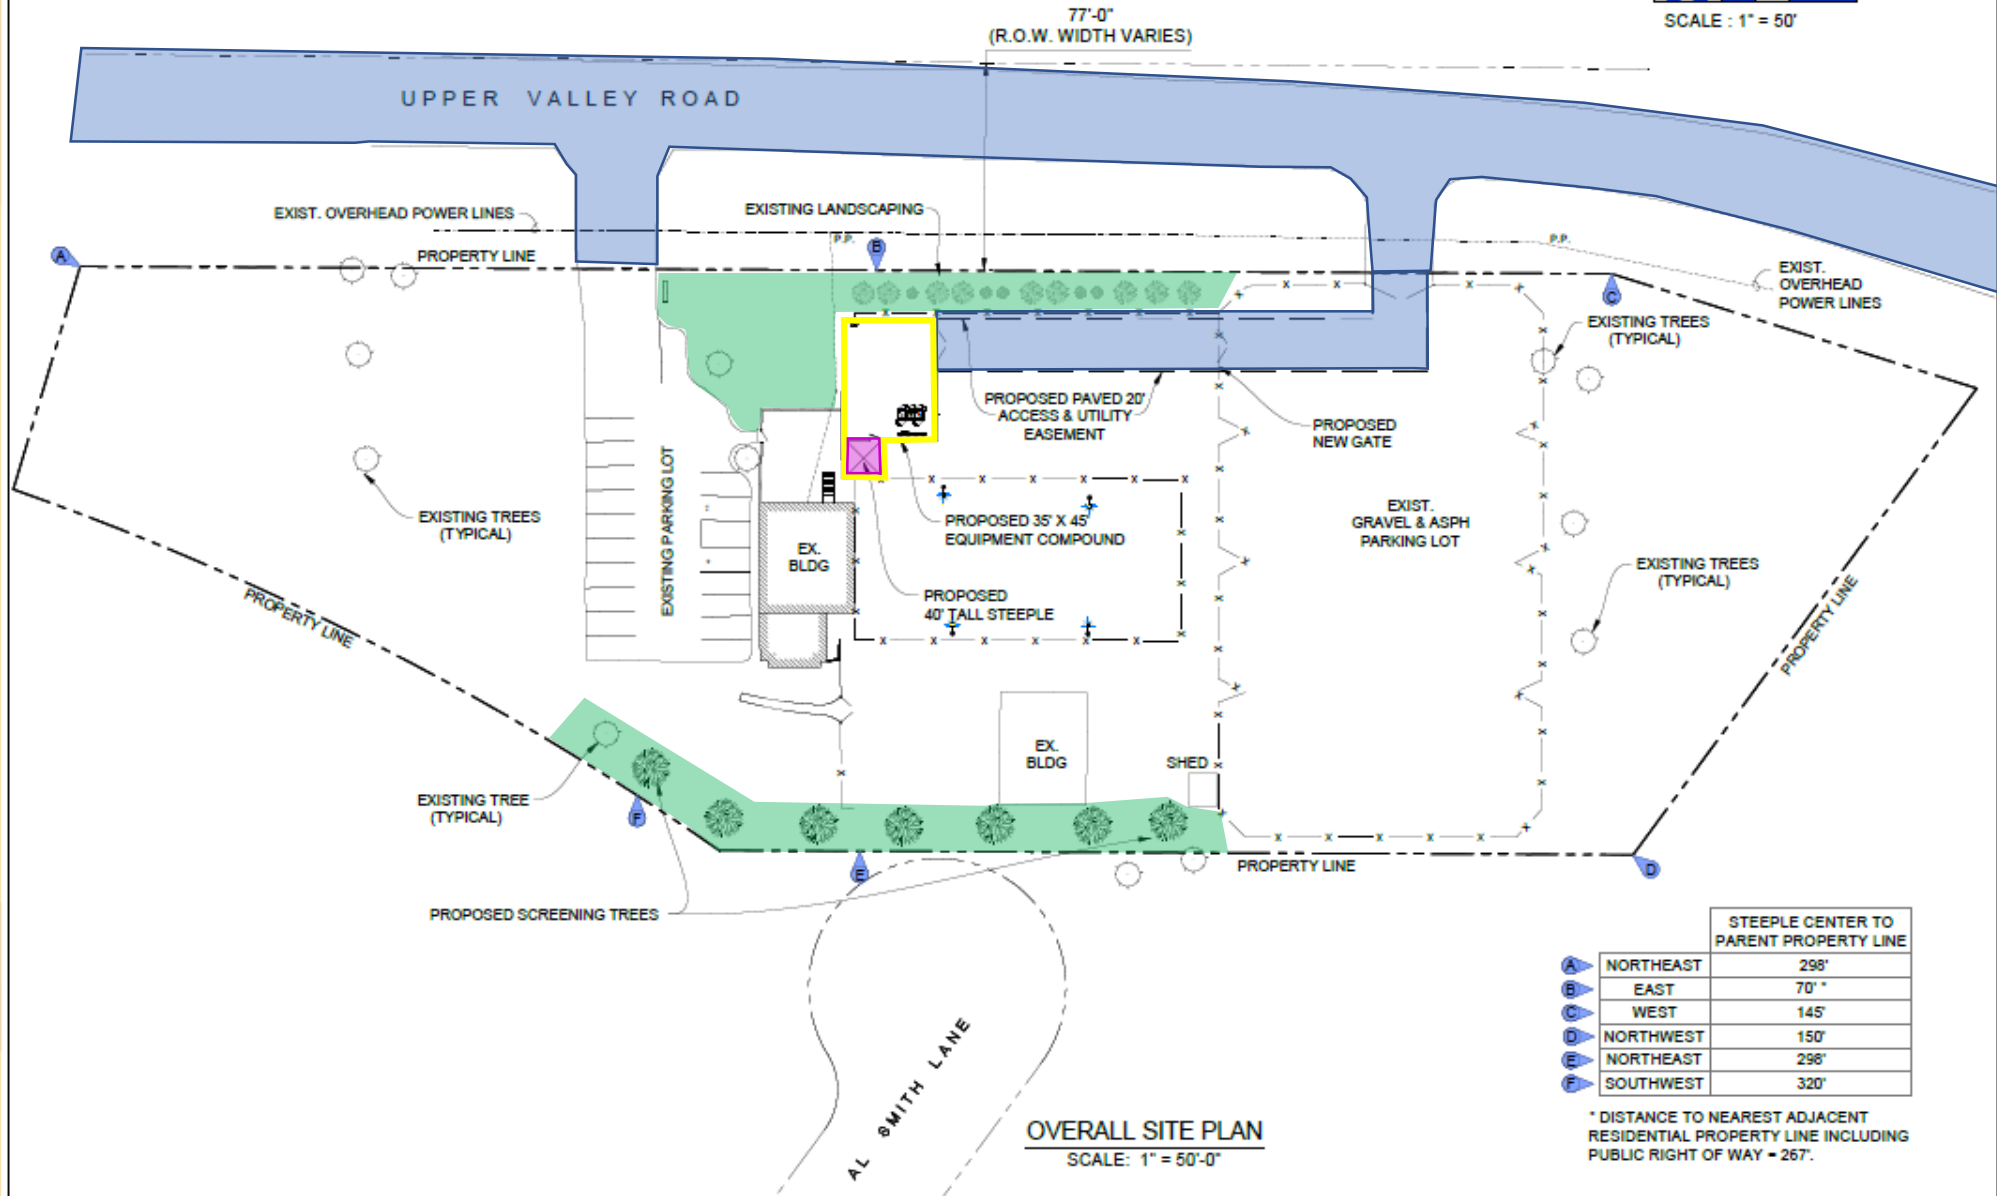 77'-0"
(R.O.W. WIDTH VARIES)
SCALE : 1" = 50'
UPPER VALLEY ROAD
EXIST. OVERHEAD POWER LINES
EXISTING LANDSCAPING
P.P.
P.P.
A
B
C
PROPERTY LINE
EXIST.
OVERHEAD
POWER LINES
EXISTING TREES
(TYPICAL)
PROPOSED PAVED 20'
ACCESS & UTILITY
EASEMENT
PROPOSED
NEW GATE
EXISTING TREES
(TYPICAL)
EXISTING PARKING LOT
PROPOSED 35' X 45'
EQUIPMENT COMPOUND
EXIST.
GRAVEL & ASPH
PARKING LOT
EX.
BLDG
EXISTING TREES
(TYPICAL)
PROPOSED
40' TALL STEEPLE
PROPERTY LINE
PROPERTY LINE
EX.
BLDG
SHED
EXISTING TREE
(TYPICAL)
F
E
D
PROPERTY LINE
PROPOSED SCREENING TREES
AL SMITH LANE
STEEPLE CENTER TO
PARENT PROPERTY LINE
A NORTHEAST 298'
B EAST 70' *
C WEST 145'
D NORTHWEST 150'
E NORTHEAST 298'
F SOUTHWEST 320'
* DISTANCE TO NEAREST ADJACENT
RESIDENTIAL PROPERTY LINE INCLUDING
PUBLIC RIGHT OF WAY = 267'.
OVERALL SITE PLAN
SCALE: 1" = 50'-0"